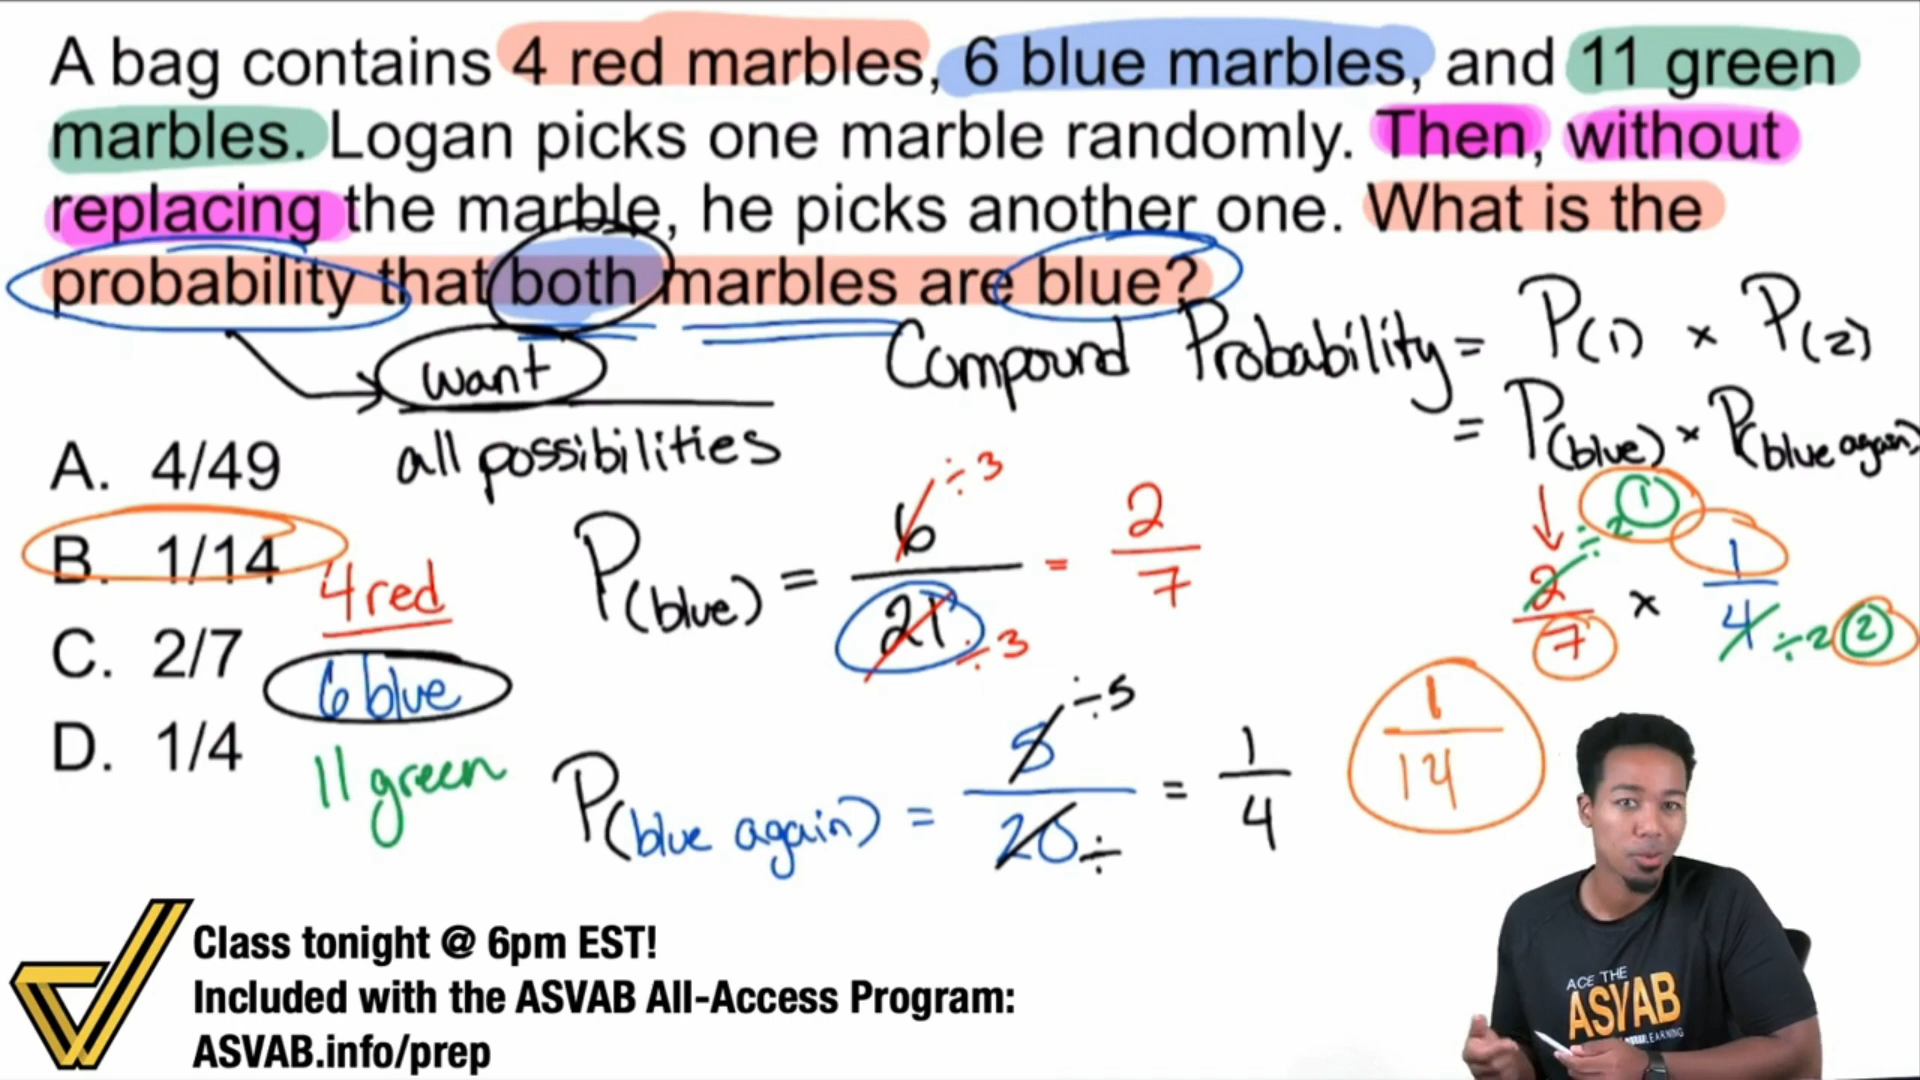 A bag contains 4 red marbles, 6 blue marbles, and 11 green
marbles. Logan picks one marble randomly. Then, without
replacing the marble, he picks another one. What is the
probability that both marbles are blue?
want
all possibilities
Compound Probability = P(1) × P(2)
= P(blue) × P(blue again)
A. 4/49
B. 1/14
C. 2/7
D. 1/4
4 red
6 blue
11 green
P(blue) = 6 ÷3 / 21 ÷3 = 2/7
P(blue again) = 5 ÷5 / 20 ÷ = 1/4
2 ÷2 1 / 7 × 1 / 4 ÷2 2
1/14
Class tonight @ 6pm EST!
Included with the ASVAB All-Access Program:
ASVAB.info/prep
ACE THE
ASVAB